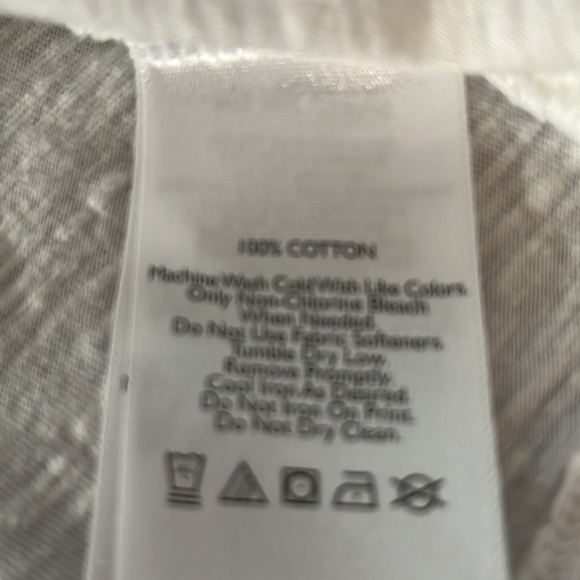 100% COTTON
Machine Wash Cold With Like Colors.
Only Non-Chlorine Bleach
When Needed.
Do Not Use Fabric Softeners.
Tumble Dry Low.
Remove Promptly.
Cool Iron As Desired.
Do Not Iron On Print.
Do Not Dry Clean.